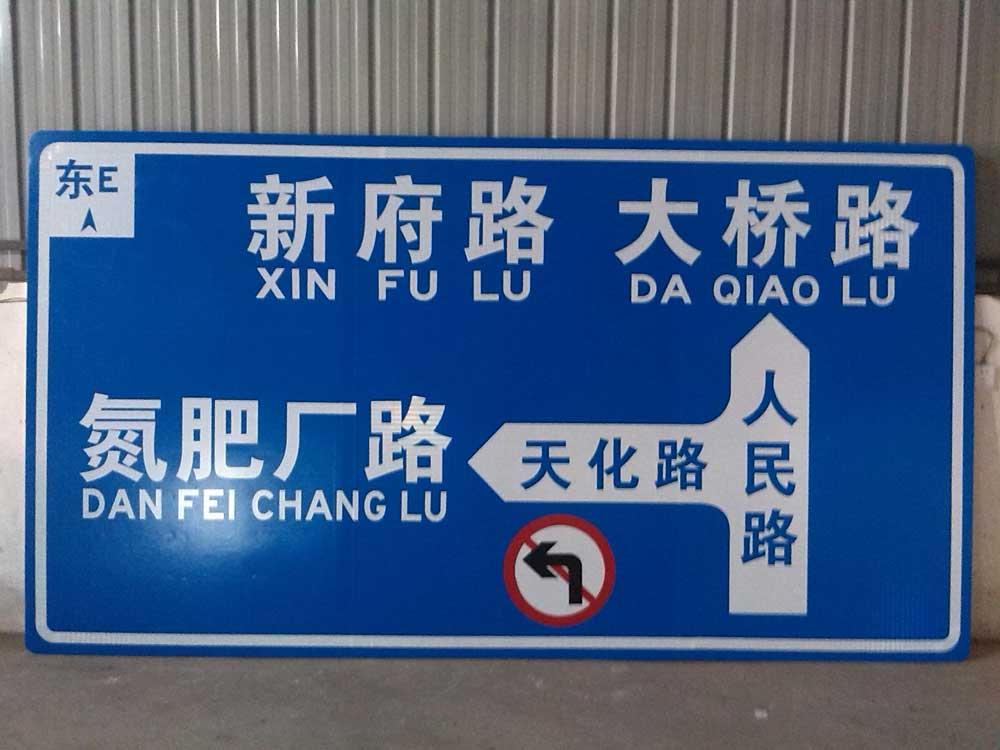 东E
新府路 大桥路
XIN FU LU DA QIAO LU
氮肥厂路
DAN FEI CHANG LU
天化路
人民路